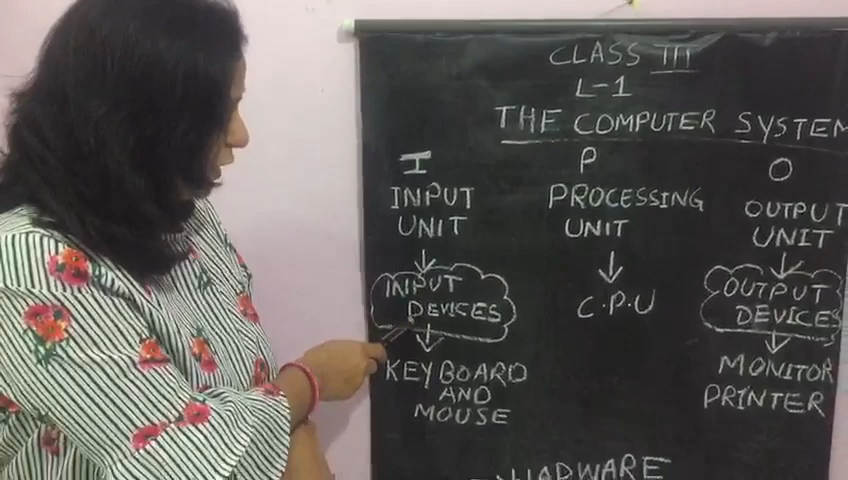 CLASS III
L-1
THE COMPUTER SYSTEM
I
INPUT
UNIT
INPUT
DEVICES
KEYBOARD
AND
MOUSE
P
PROCESSING
UNIT
C.P.U
O
OUTPUT
UNIT
OUTPUT
DEVICES
MONITOR
PRINTER